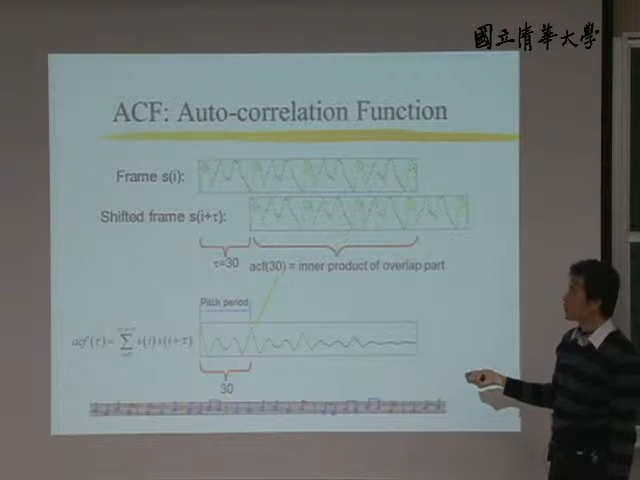 國立清華大學
ACF: Auto-correlation Function
Frame s(i):
Shifted frame s(i+τ):
τ=30
acf(30) = inner product of overlap part
Pitch period
acf(τ)= ∑ s(i)s(i+τ)
30